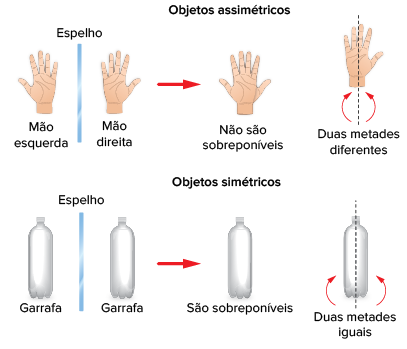 Objetos assimétricos
Espelho
Mão
esquerda
Mão
direita
Não são
sobreponíveis
Duas metades
diferentes
Objetos simétricos
Espelho
Garrafa
Garrafa
São sobreponíveis
Duas metades
iguais